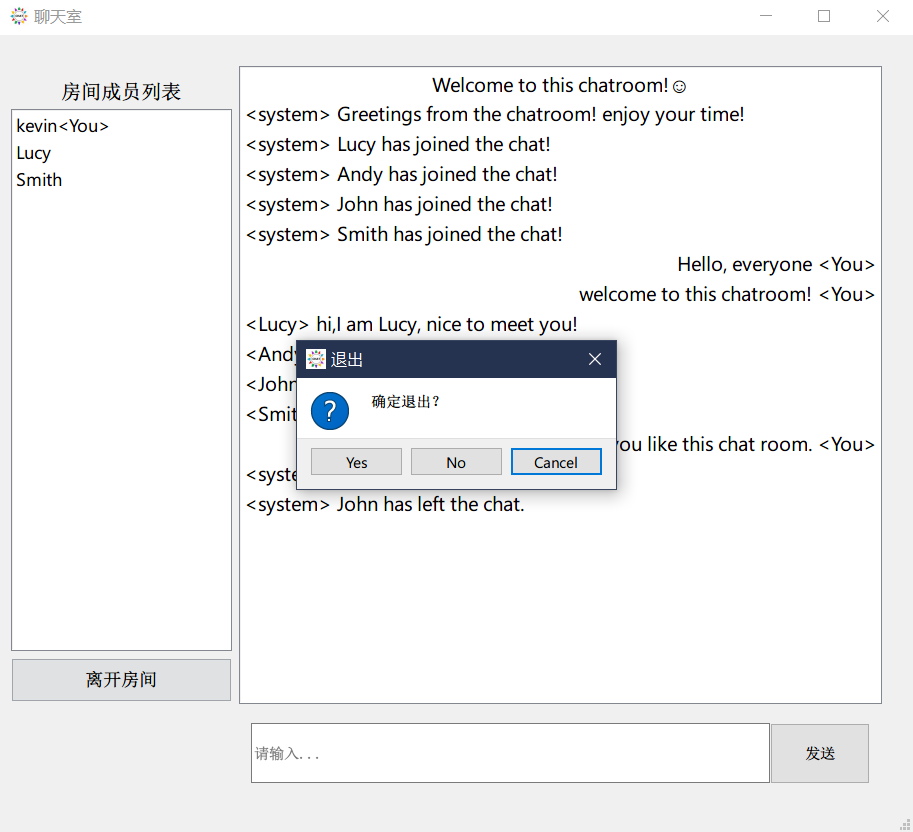 聊天室
房间成员列表
kevin<You>
Lucy
Smith
离开房间
Welcome to this chatroom!☺
<system> Greetings from the chatroom! enjoy your time!
<system> Lucy has joined the chat!
<system> Andy has joined the chat!
<system> John has joined the chat!
<system> Smith has joined the chat!
Hello, everyone <You>
welcome to this chatroom! <You>
<Lucy> hi,I am Lucy, nice to meet you!
<Andy
<John
<Smit
you like this chat room. <You>
<syste
<system> John has left the chat.
退出
确定退出？
Yes
No
Cancel
请输入...
发送